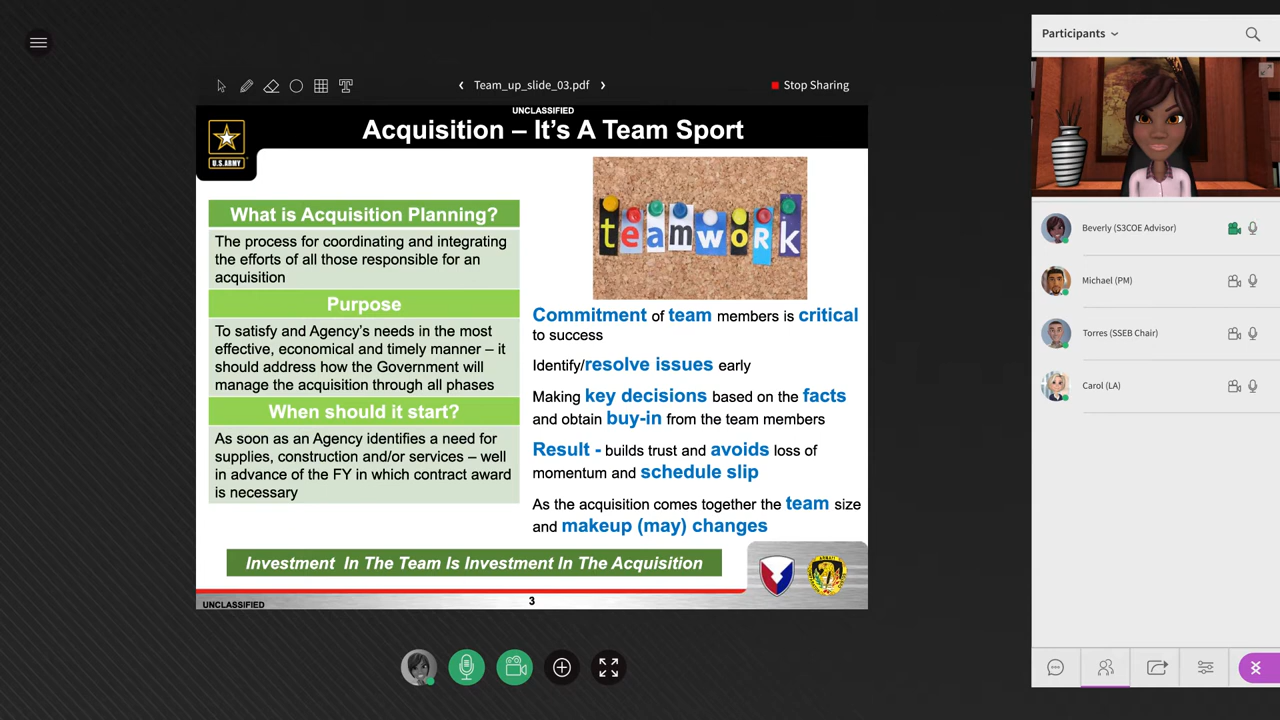 Participants
Team_up_slide_03.pdf
Stop Sharing
UNCLASSIFIED
Acquisition – It's A Team Sport
U.S.ARMY
What is Acquisition Planning?
The process for coordinating and integrating
the efforts of all those responsible for an
acquisition
Purpose
To satisfy and Agency's needs in the most
effective, economical and timely manner – it
should address how the Government will
manage the acquisition through all phases
When should it start?
As soon as an Agency identifies a need for
supplies, construction and/or services – well
in advance of the FY in which contract award
is necessary
teamwoRk
Commitment of team members is critical
to success
Identify/resolve issues early
Making key decisions based on the facts
and obtain buy-in from the team members
Result - builds trust and avoids loss of
momentum and schedule slip
As the acquisition comes together the team size
and makeup (may) changes
Investment In The Team Is Investment In The Acquisition
UNCLASSIFIED
3
Beverly (S3COE Advisor)
Michael (PM)
Torres (SSEB Chair)
Carol (LA)